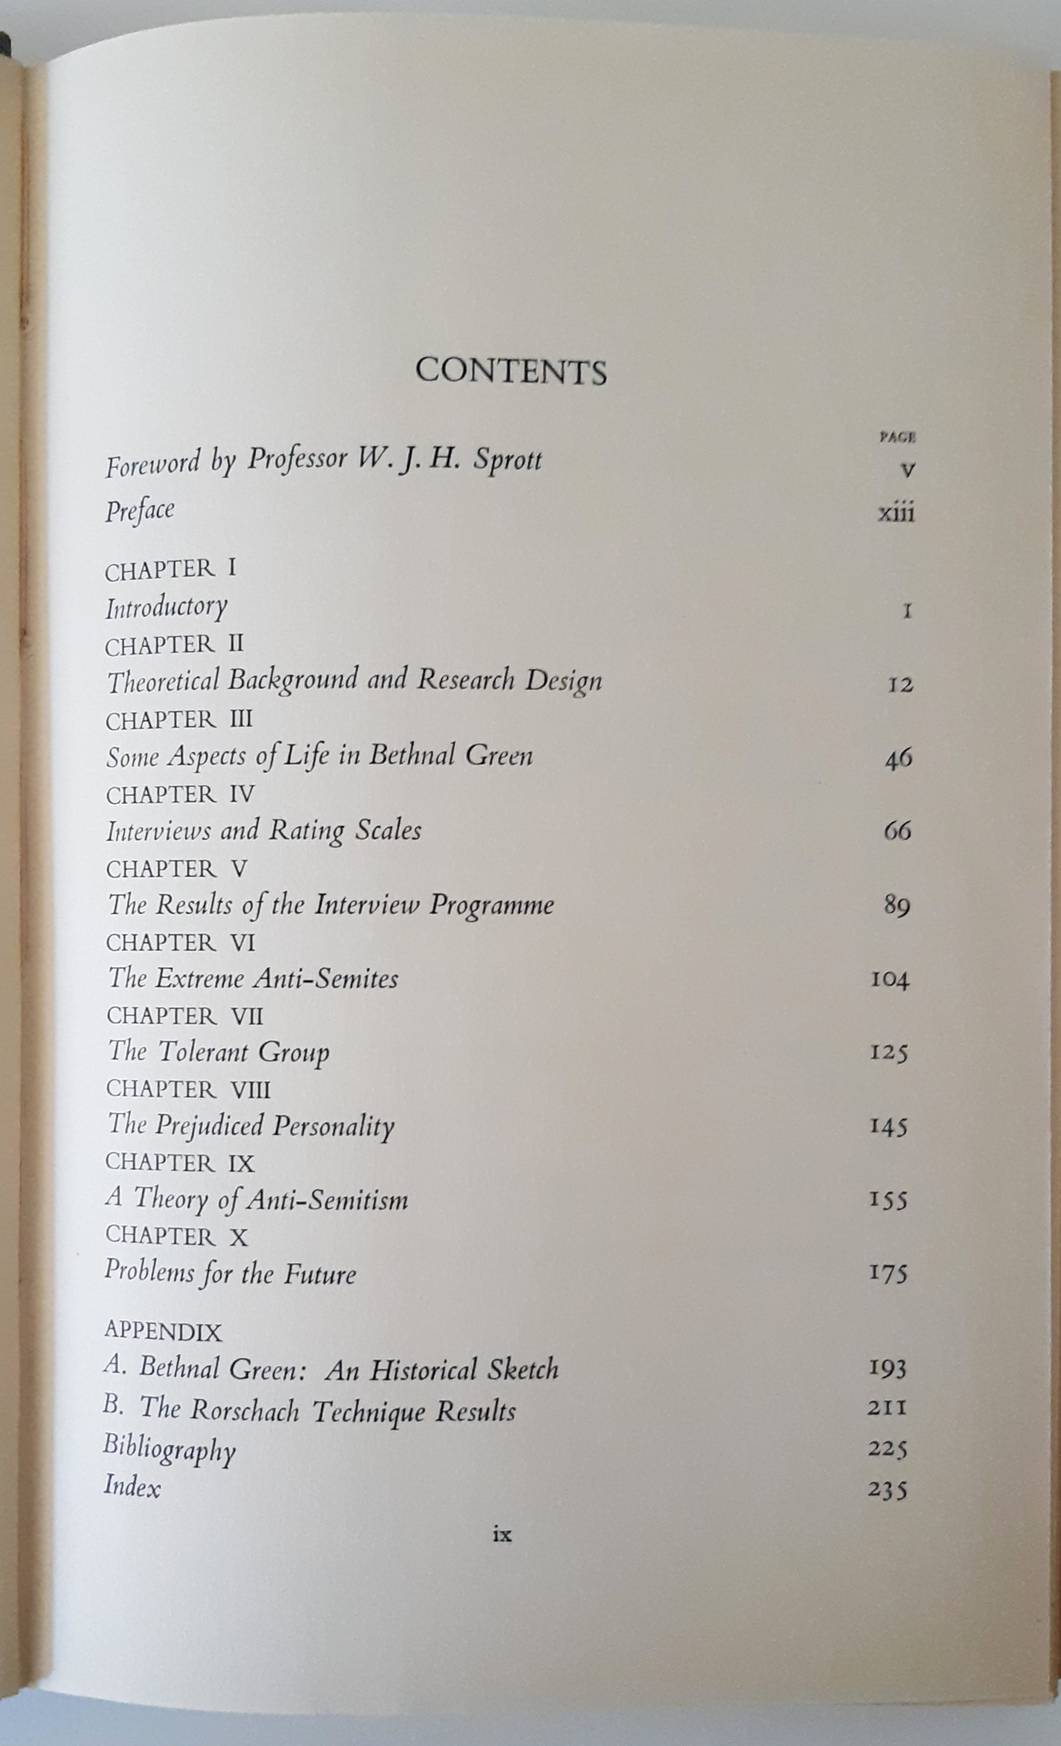 CONTENTS
PAGE
Foreword by Professor W. J. H. Sprott v
Preface xiii
CHAPTER I
Introductory 1
CHAPTER II
Theoretical Background and Research Design 12
CHAPTER III
Some Aspects of Life in Bethnal Green 46
CHAPTER IV
Interviews and Rating Scales 66
CHAPTER V
The Results of the Interview Programme 89
CHAPTER VI
The Extreme Anti-Semites 104
CHAPTER VII
The Tolerant Group 125
CHAPTER VIII
The Prejudiced Personality 145
CHAPTER IX
A Theory of Anti-Semitism 155
CHAPTER X
Problems for the Future 175
APPENDIX
A. Bethnal Green: An Historical Sketch 193
B. The Rorschach Technique Results 211
Bibliography 225
Index 235
ix